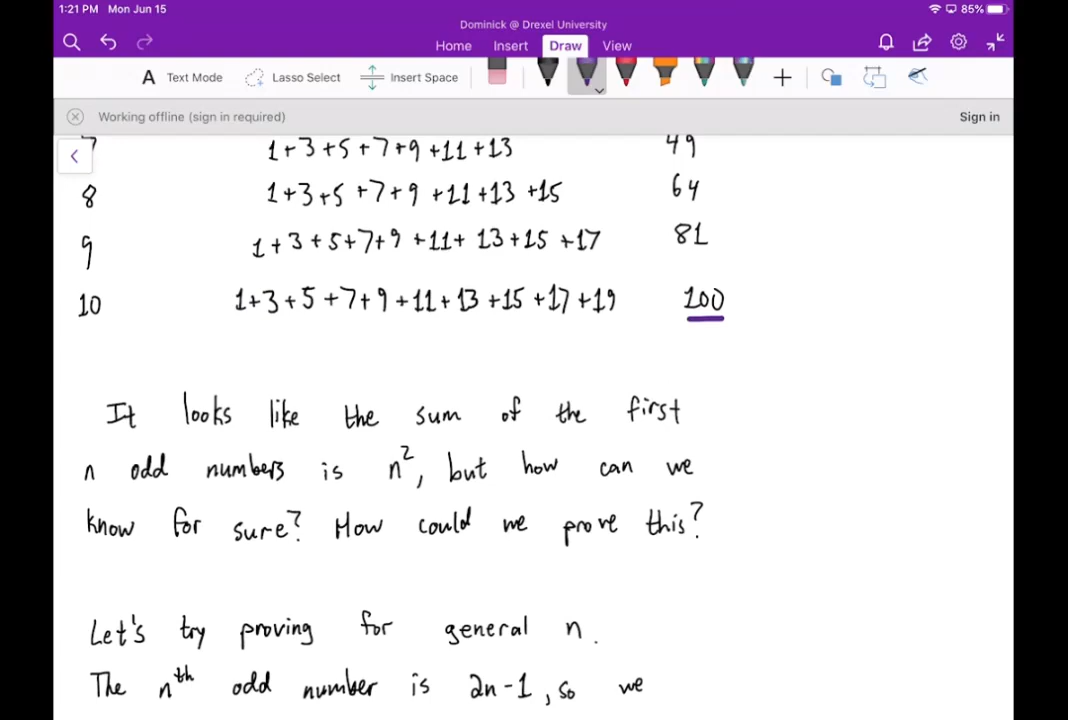 1:21 PM Mon Jun 15
85%
Dominick @ Drexel University
Home Insert Draw View
Text Mode Lasso Select Insert Space
Working offline (sign in required) Sign in
7 1+3+5+7+9+11+13 49
8 1+3+5+7+9+11+13+15 64
9 1+3+5+7+9+11+13+15+17 81
10 1+3+5+7+9+11+13+15+17+19 100
It looks like the sum of the first
n odd numbers is n², but how can we
know for sure? How could we prove this?
Let's try proving for general n.
The nth odd number is 2n-1, so we